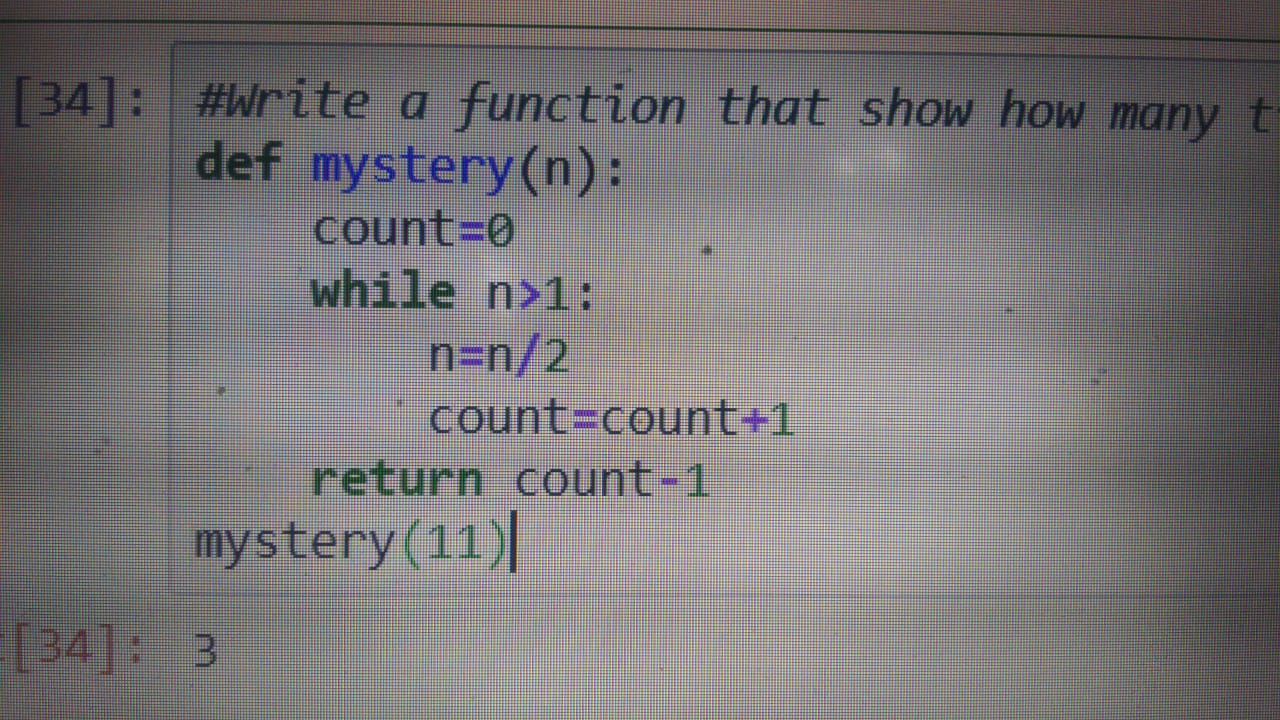 [34]: #Write a function that show how many
def mystery(n):
count=0
while n>1:
n=n/2
count=count+1
return count-1
mystery(11)
[34]: 3